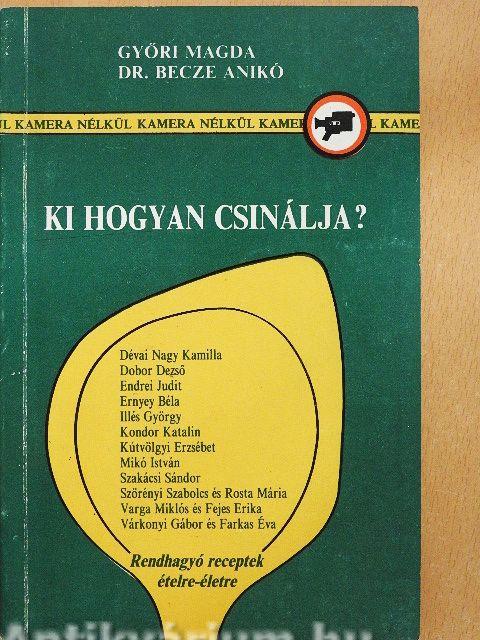 GYŐRI MAGDA
DR. BECZE ANIKÓ
ÜL KAMERA NÉLKÜL KAMERA NÉLKÜL KAMER L KAME
KI HOGYAN CSINÁLJA?
Dévai Nagy Kamilla
Dobor Dezső
Endrei Judit
Ernyey Béla
Illés György
Kondor Katalin
Kútvölgyi Erzsébet
Mikó István
Szakácsi Sándor
Szörényi Szabolcs és Rosta Mária
Varga Miklós és Fejes Erika
Várkonyi Gábor és Farkas Éva
Rendhagyó receptek
ételre-életre
Antikvárium.hu